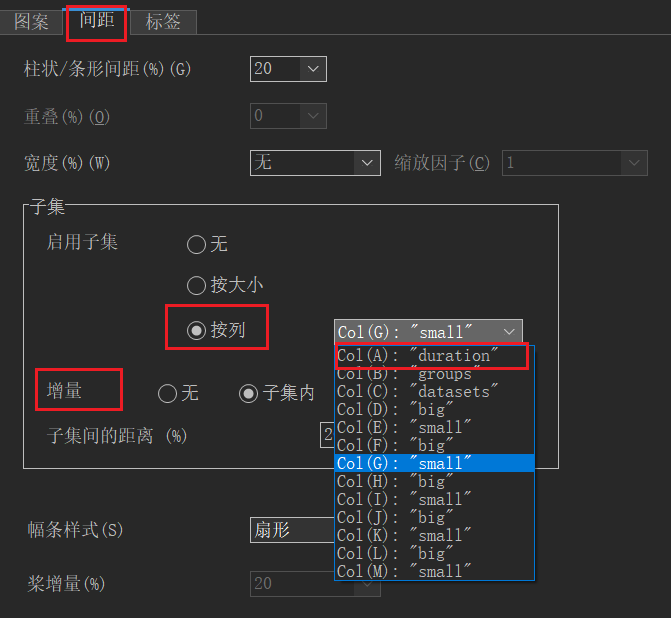 图案 间距 标签
柱状/条形间距(%)(G) 20
重叠(%)(O) 0
宽度(%)(W) 无 缩放因子(C) 1
子集
启用子集 无
按大小
按列 Col(G): "small"
Col(A): "duration"
Col(B): "groups"
增量 无 子集内 Col(C): "datasets"
Col(D): "big"
Col(E): "small"
子集间的距离 (%) 2
Col(F): "big"
Col(G): "small"
Col(H): "big"
Col(I): "small"
Col(J): "big"
幅条样式(S) 扇形
Col(K): "small"
Col(L): "big"
Col(M): "small"
桨增量(%) 20